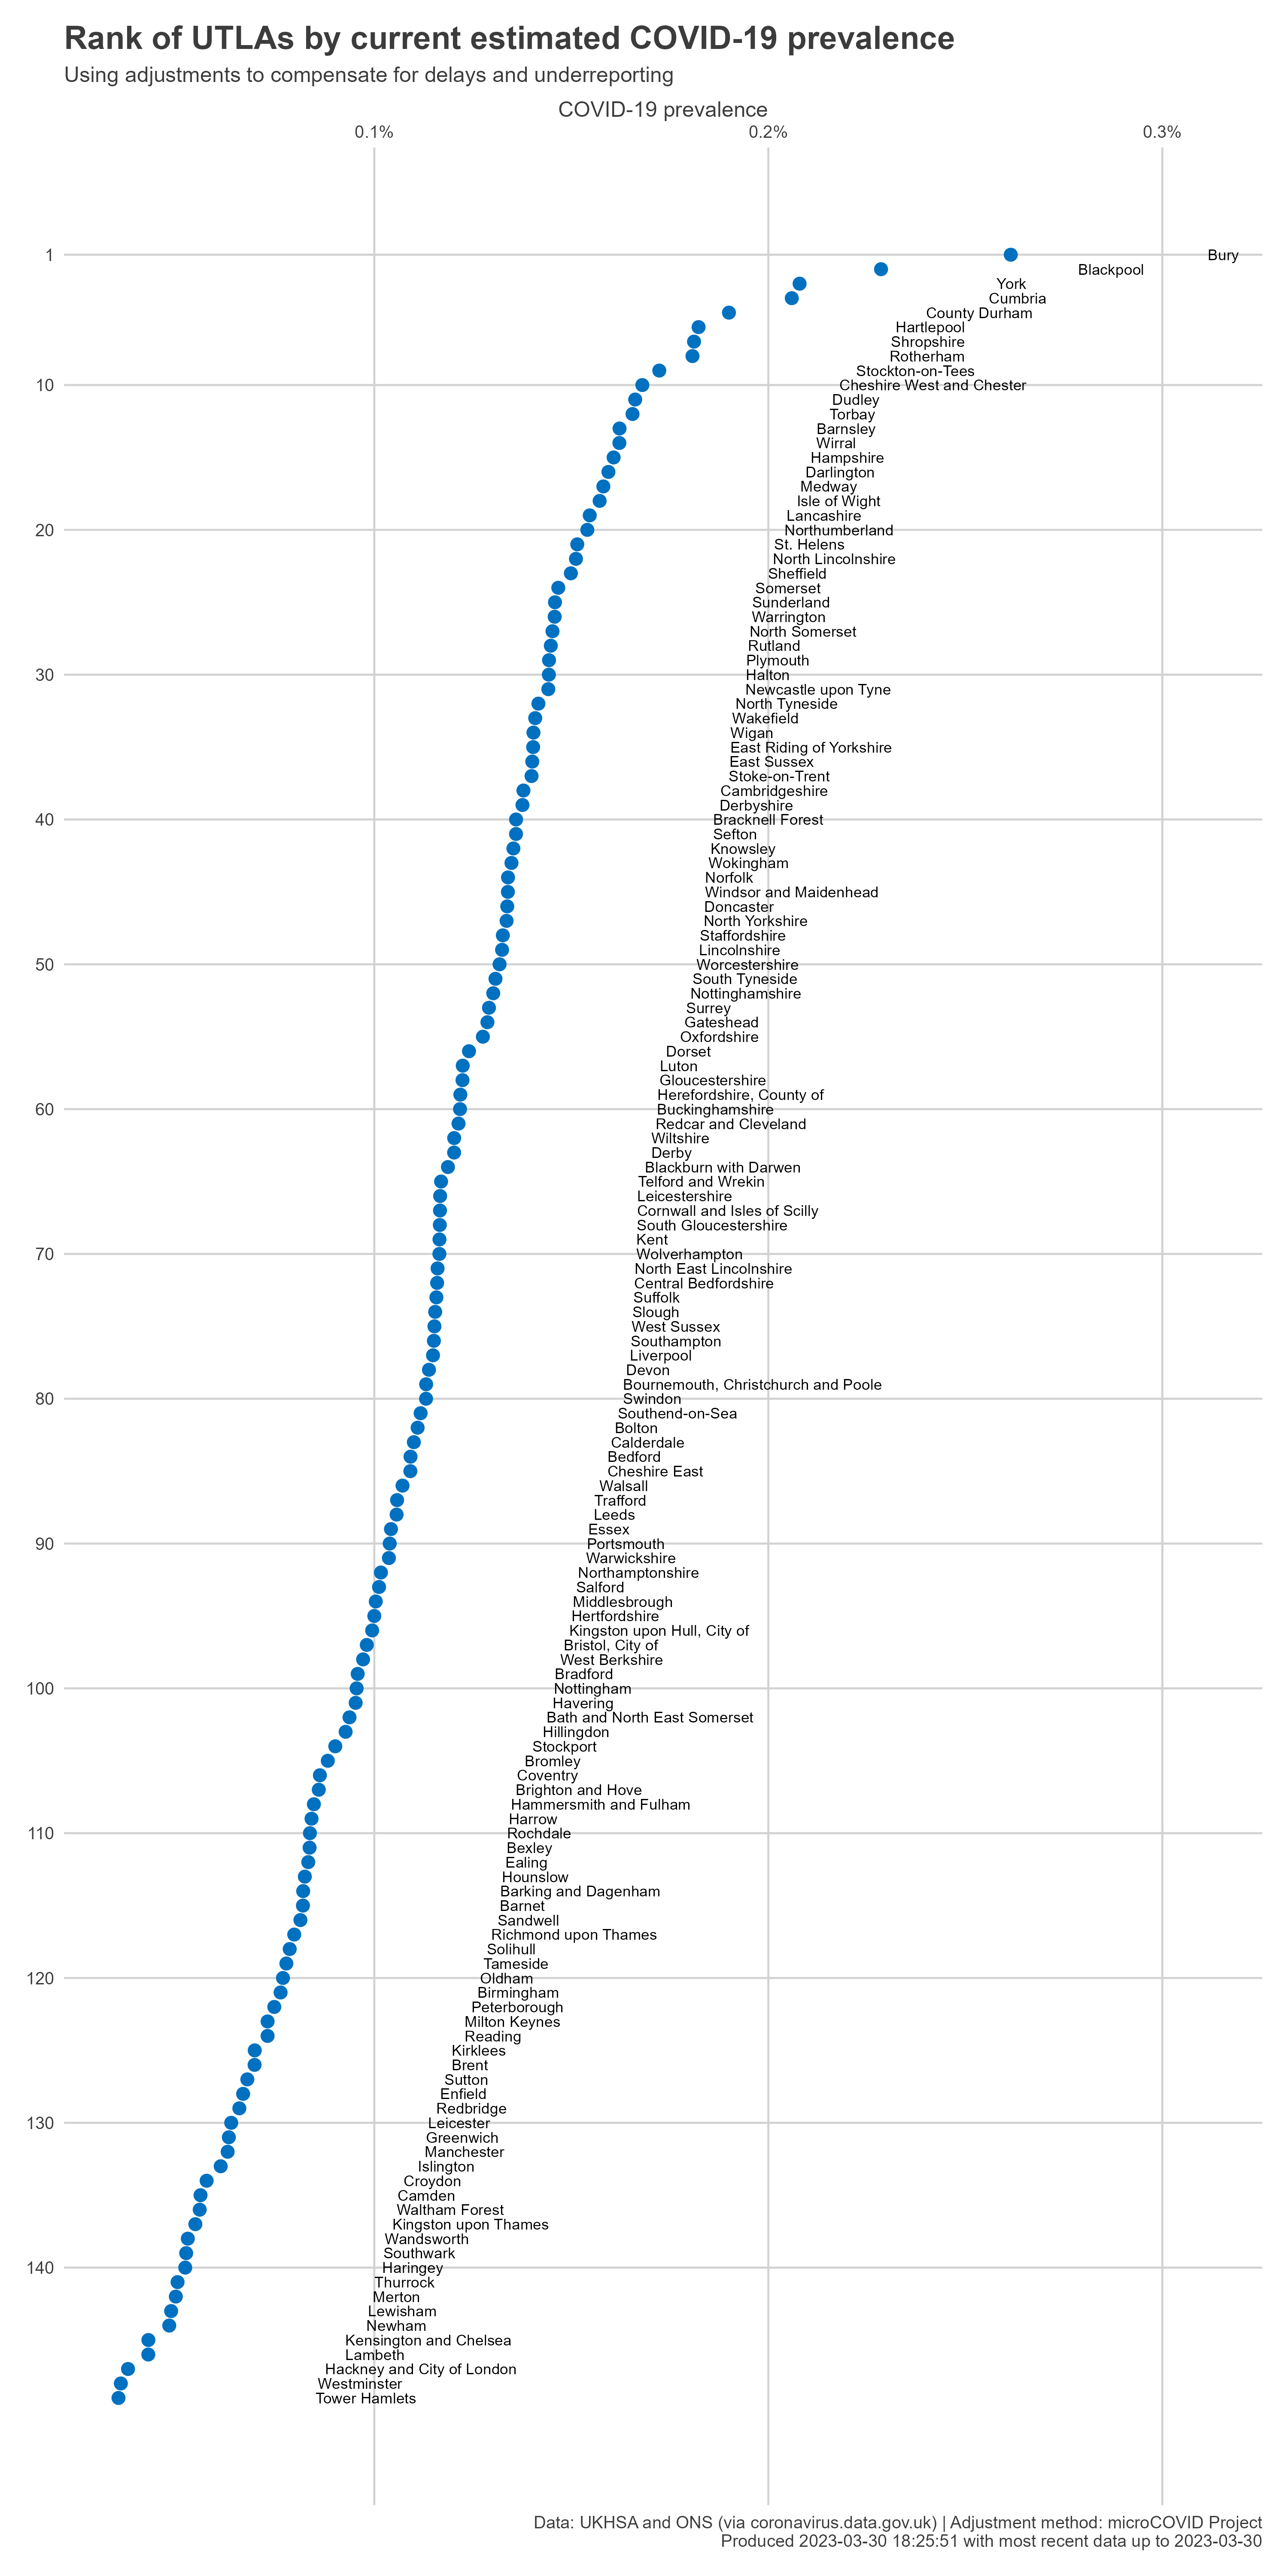 Rank of UTLAs by current estimated COVID-19 prevalence
Using adjustments to compensate for delays and underreporting
COVID-19 prevalence
0.1% 0.2% 0.3%
1 Bury
Blackpool
York
Cumbria
County Durham
Hartlepool
Shropshire
Rotherham
Stockton-on-Tees
10 Cheshire West and Chester
Dudley
Torbay
Barnsley
Wirral
Hampshire
Darlington
Medway
Isle of Wight
Lancashire
20 Northumberland
St. Helens
North Lincolnshire
Sheffield
Somerset
Sunderland
Warrington
North Somerset
Rutland
Plymouth
30 Halton
Newcastle upon Tyne
North Tyneside
Wakefield
Wigan
East Riding of Yorkshire
East Sussex
Stoke-on-Trent
Cambridgeshire
Derbyshire
40 Bracknell Forest
Sefton
Knowsley
Wokingham
Norfolk
Windsor and Maidenhead
Doncaster
North Yorkshire
Staffordshire
Lincolnshire
50 Worcestershire
South Tyneside
Nottinghamshire
Surrey
Gateshead
Oxfordshire
Dorset
Luton
Gloucestershire
Herefordshire, County of
60 Buckinghamshire
Redcar and Cleveland
Wiltshire
Derby
Blackburn with Darwen
Telford and Wrekin
Leicestershire
Cornwall and Isles of Scilly
South Gloucestershire
Kent
70 Wolverhampton
North East Lincolnshire
Central Bedfordshire
Suffolk
Slough
West Sussex
Southampton
Liverpool
Devon
Bournemouth, Christchurch and Poole
80 Swindon
Southend-on-Sea
Bolton
Calderdale
Bedford
Cheshire East
Walsall
Trafford
Leeds
Essex
90 Portsmouth
Warwickshire
Northamptonshire
Salford
Middlesbrough
Hertfordshire
Kingston upon Hull, City of
Bristol, City of
West Berkshire
Bradford
100 Nottingham
Havering
Bath and North East Somerset
Hillingdon
Stockport
Bromley
Coventry
Brighton and Hove
Hammersmith and Fulham
Harrow
110 Rochdale
Bexley
Ealing
Hounslow
Barking and Dagenham
Barnet
Sandwell
Richmond upon Thames
Solihull
Tameside
120 Oldham
Birmingham
Peterborough
Milton Keynes
Reading
Kirklees
Brent
Sutton
Enfield
Redbridge
130 Leicester
Greenwich
Manchester
Islington
Croydon
Camden
Waltham Forest
Kingston upon Thames
Wandsworth
Southwark
140 Haringey
Thurrock
Merton
Lewisham
Newham
Kensington and Chelsea
Lambeth
Hackney and City of London
Westminster
Tower Hamlets
Data: UKHSA and ONS (via coronavirus.data.gov.uk) | Adjustment method: microCOVID Project
Produced 2023-03-30 18:25:51 with most recent data up to 2023-03-30